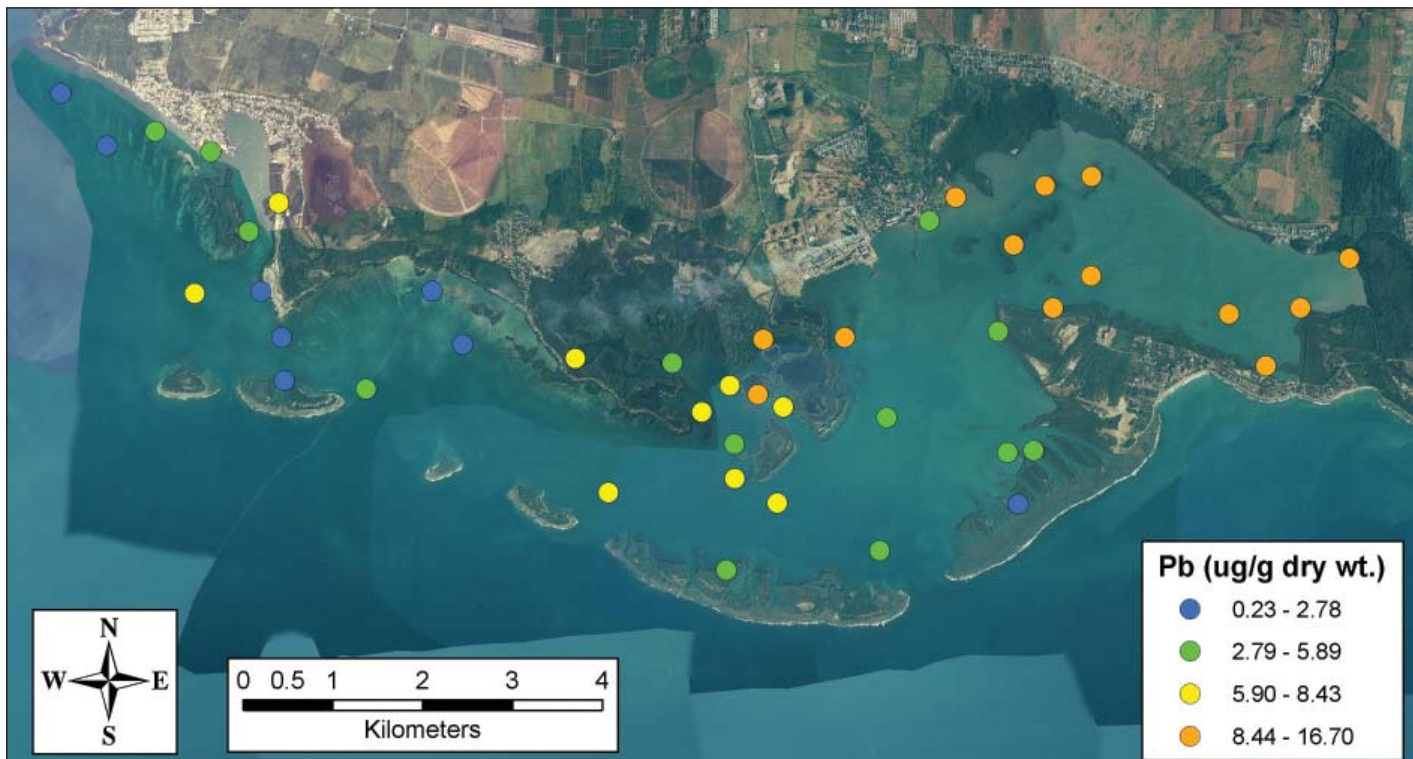 N
W E
S
0 0.5 1 2 3 4
Kilometers
Pb (ug/g dry wt.)
0.23 - 2.78
2.79 - 5.89
5.90 - 8.43
8.44 - 16.70